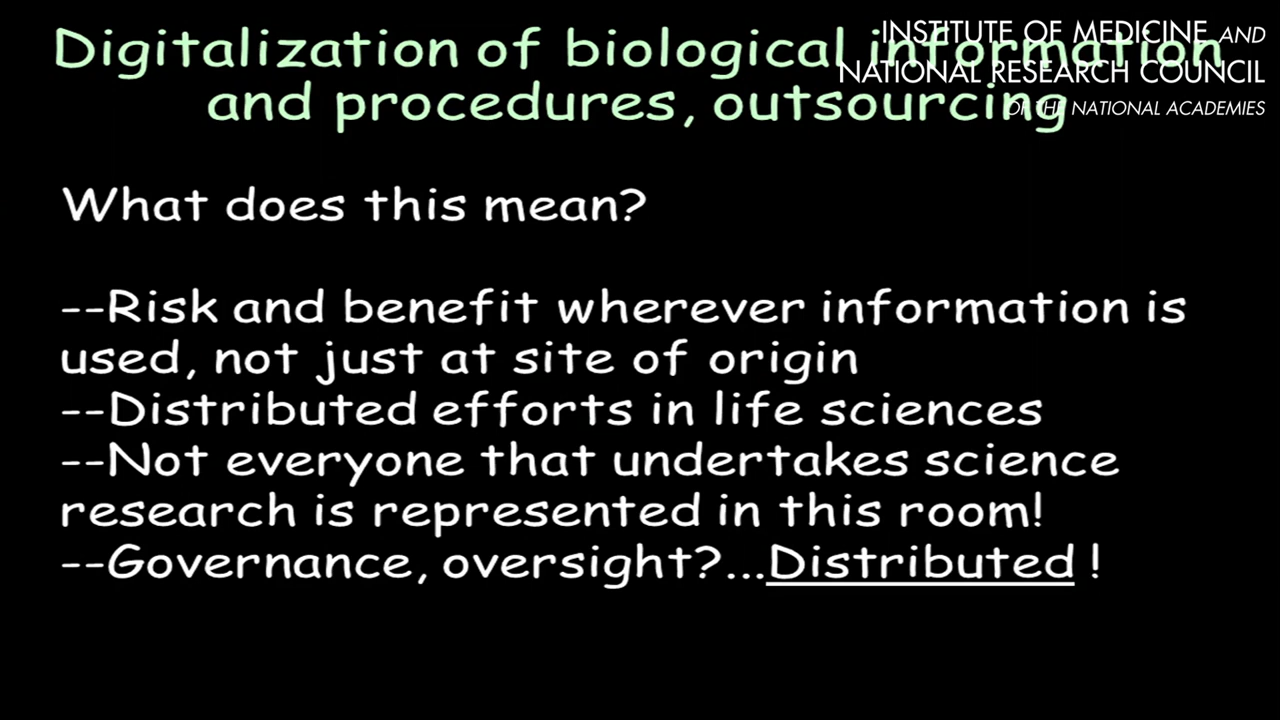 Digitalization of biological information
and procedures, outsourcing
INSTITUTE OF MEDICINE AND
NATIONAL RESEARCH COUNCIL
OF THE NATIONAL ACADEMIES
What does this mean?
--Risk and benefit wherever information is
used, not just at site of origin
--Distributed efforts in life sciences
--Not everyone that undertakes science
research is represented in this room!
--Governance, oversight?...Distributed !